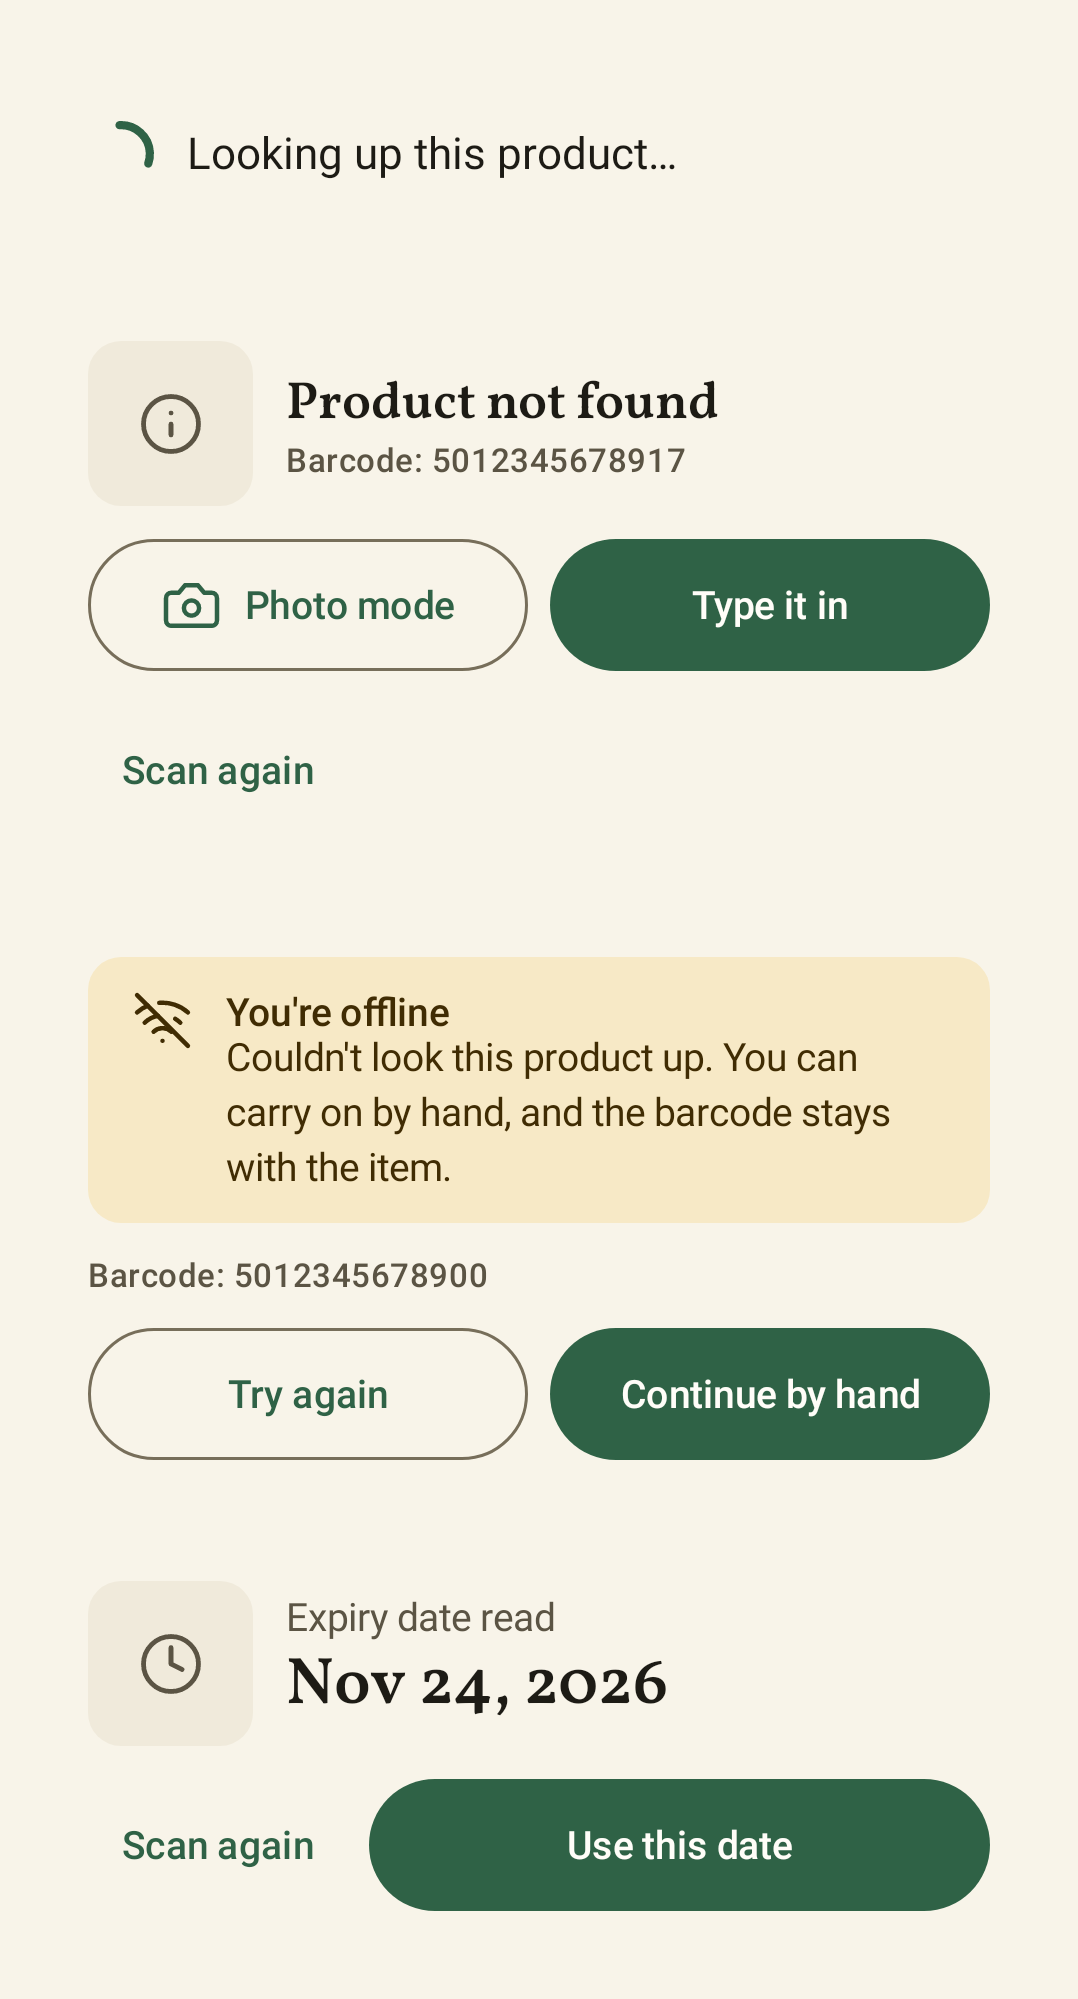 Looking up this product…
Product not found
Barcode: 5012345678917
Photo mode
Type it in
Scan again
You're offline
Couldn't look this product up. You can
carry on by hand, and the barcode stays
with the item.
Barcode: 5012345678900
Try again
Continue by hand
Expiry date read
Nov 24, 2026
Scan again
Use this date